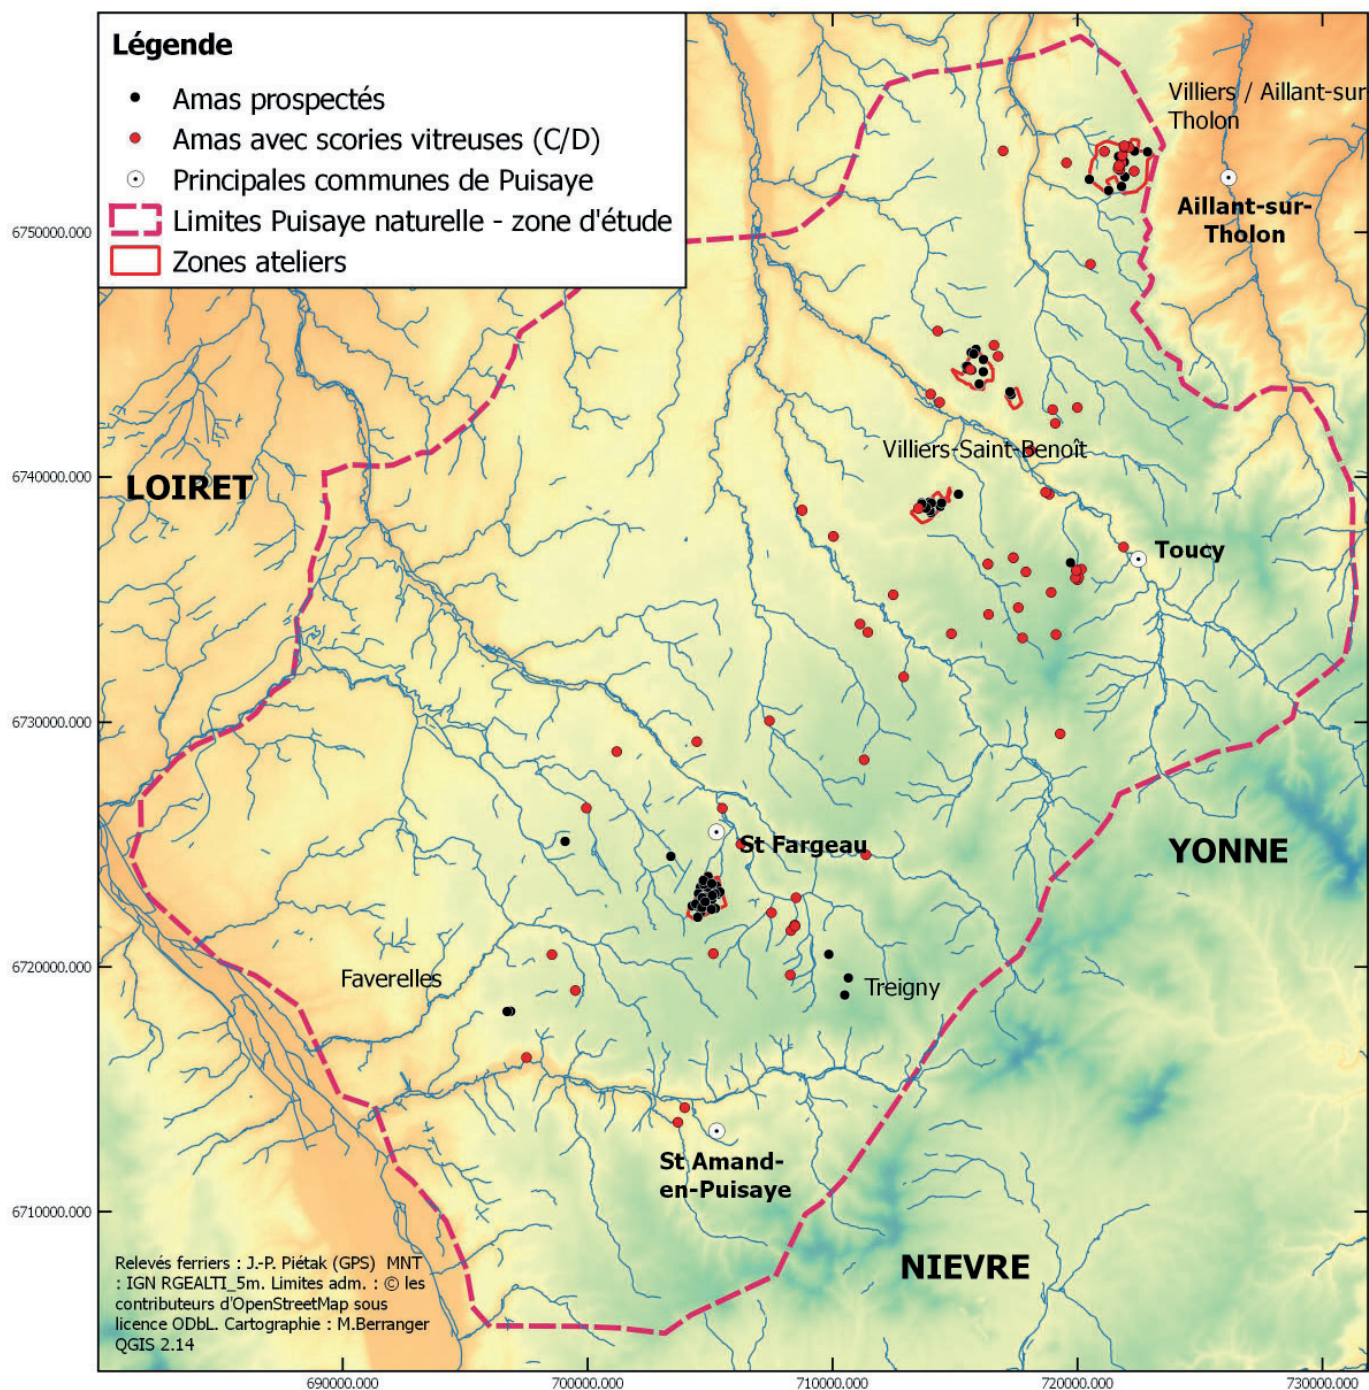 Légende
Amas prospectés
Amas avec scories vitreuses (C/D)
Principales communes de Puisaye
Limites Puisaye naturelle - zone d'étude
Zones ateliers
Villiers / Aillant-sur
Tholon
Aillant-sur-
Tholon
6750000.000
Villiers-Saint-Benoît
6740000.000
LOIRET
Toucy
6730000.000
St Fargeau
YONNE
6720000.000
Faverelles
Treigny
St Amand-
en-Puisaye
6710000.000
NIEVRE
Relevés ferriers : J.-P. Piétak (GPS) MNT
: IGN RGEALTI_5m. Limites adm. : © les
contributeurs d'OpenStreetMap sous
licence ODbL. Cartographie : M.Berranger
QGIS 2.14
690000.000
700000.000
710000.000
720000.000
730000.000